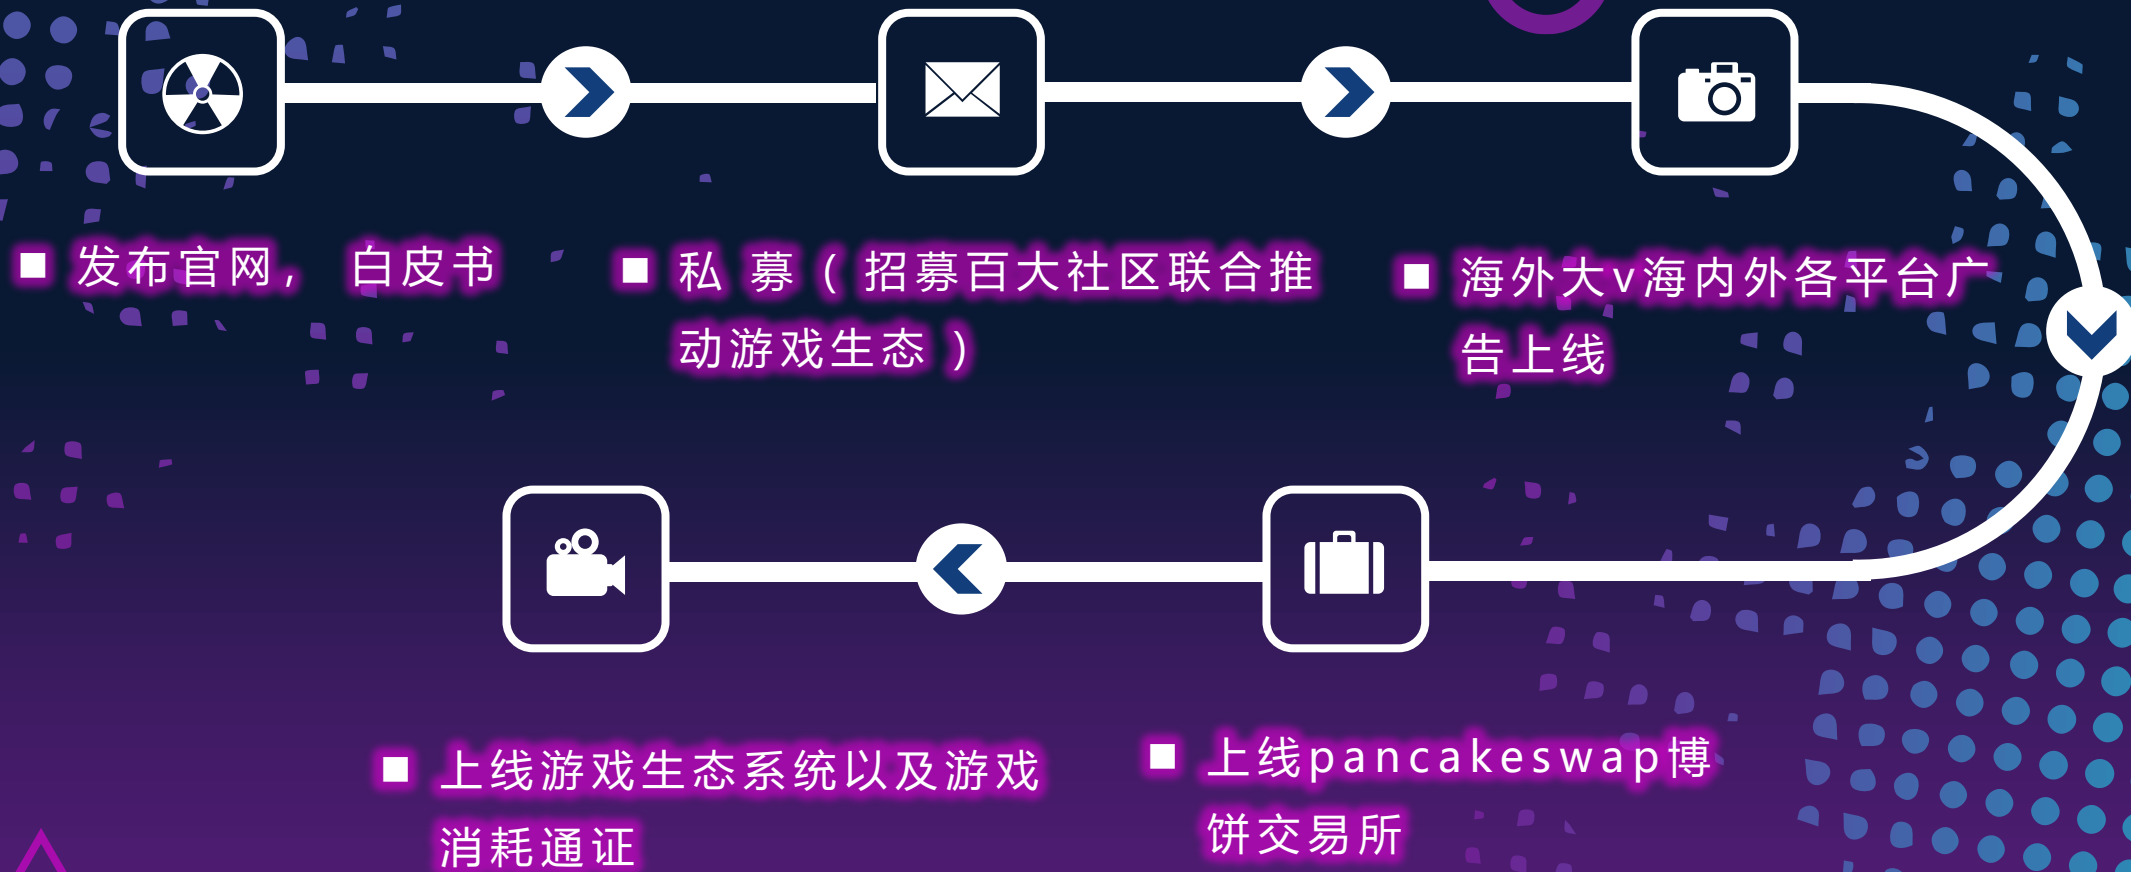 ■ 发布官网， 白皮书
■ 私 募（ 招募百大社区联合推
动游戏生态 ）
■ 海外大v海内外各平台广
告上线
■ 上线游戏生态系统以及游戏
消耗通证
■ 上线pancakeswap博
饼交易所